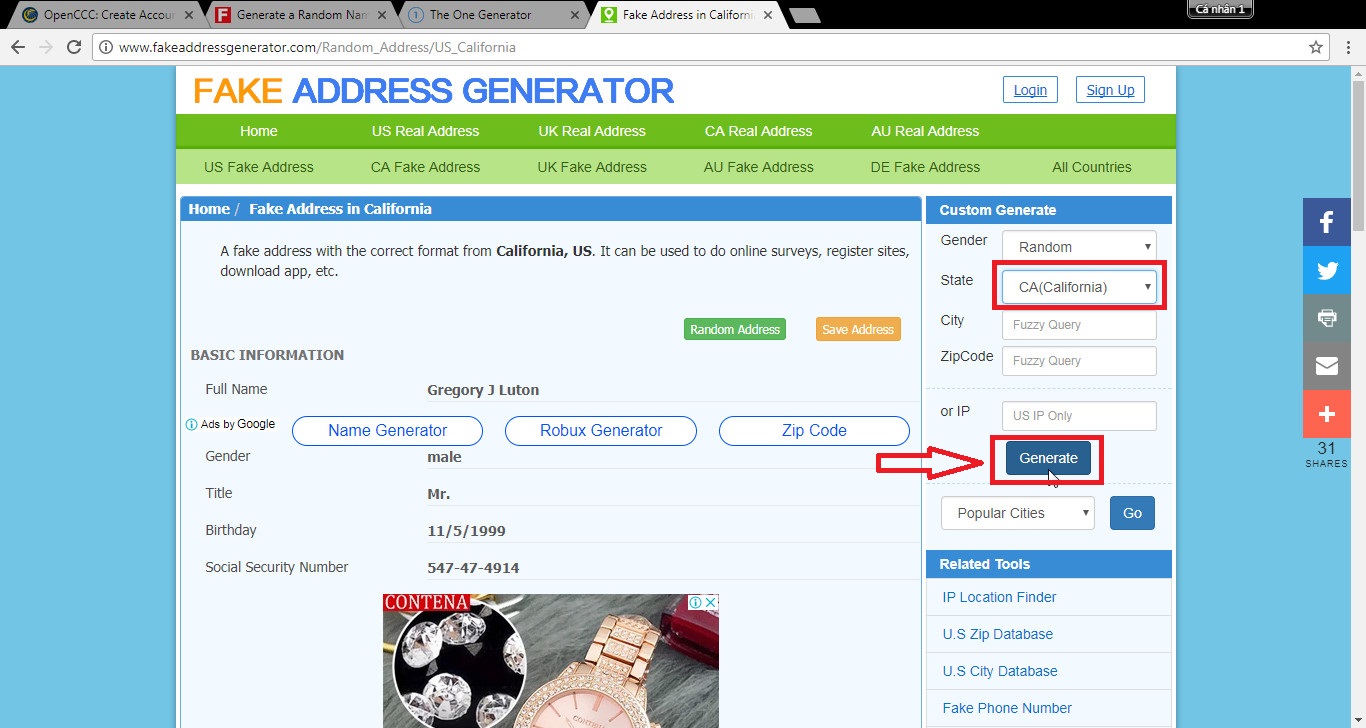 OpenCCC: Create Accou
Generate a Random Nam
The One Generator
Fake Address in Californi
Cá nhân 1
www.fakeaddressgenerator.com/Random_Address/US_California
FAKE ADDRESS GENERATOR
Login
Sign Up
Home
US Real Address
UK Real Address
CA Real Address
AU Real Address
US Fake Address
CA Fake Address
UK Fake Address
AU Fake Address
DE Fake Address
All Countries
Home / Fake Address in California
A fake address with the correct format from California, US. It can be used to do online surveys, register sites,
download app, etc.
Random Address
Save Address
BASIC INFORMATION
Full Name
Gregory J Luton
Ads by Google
Name Generator
Robux Generator
Zip Code
Gender
male
Title
Mr.
Birthday
11/5/1999
Social Security Number
547-47-4914
CONTENA
CONTENA
Custom Generate
Gender
Random
State
CA(California)
City
Fuzzy Query
ZipCode
Fuzzy Query
or IP
US IP Only
Generate
Popular Cities
Go
Related Tools
IP Location Finder
U.S Zip Database
U.S City Database
Fake Phone Number
31
SHARES